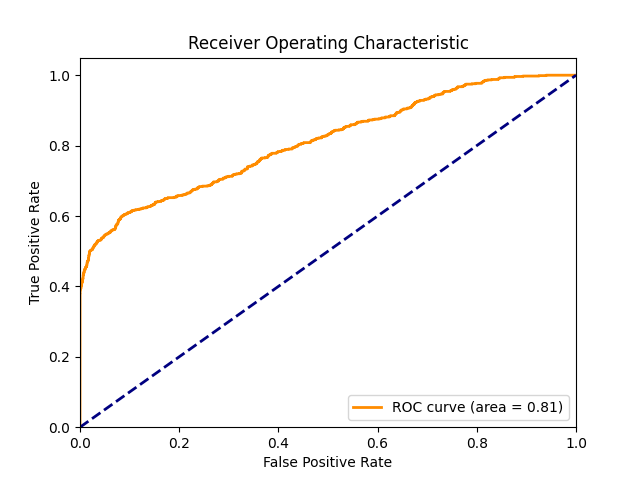 Receiver Operating Characteristic
1.0
0.8
0.6
0.4
0.2
0.0
True Positive Rate
ROC curve (area = 0.81)
0.0 0.2 0.4 0.6 0.8 1.0
False Positive Rate